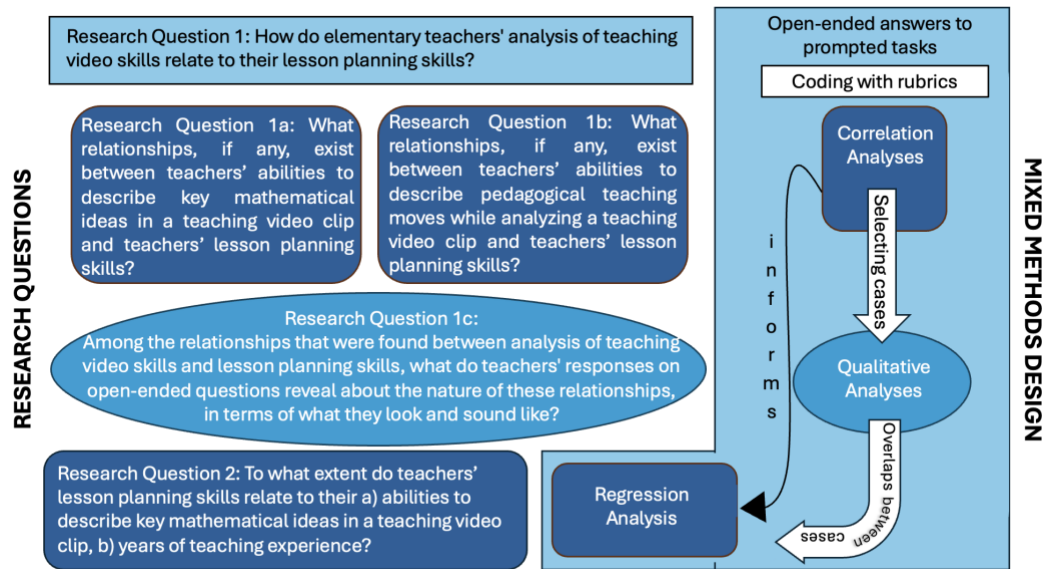 RESEARCH QUESTIONS
Research Question 1: How do elementary teachers' analysis of teaching
video skills relate to their lesson planning skills?
Research Question 1a: What
relationships, if any, exist
between teachers’ abilities to
describe key mathematical
ideas in a teaching video clip
and teachers’ lesson planning
skills?
Research Question 1b: What
relationships, if any, exist
between teachers’ abilities to
describe pedagogical teaching
moves while analyzing a teaching
video clip and teachers’ lesson
planning skills?
Research Question 1c:
Among the relationships that were found between analysis of teaching
video skills and lesson planning skills, what do teachers' responses on
open-ended questions reveal about the nature of these relationships,
in terms of what they look and sound like?
Research Question 2: To what extent do teachers’
lesson planning skills relate to their a) abilities to
describe key mathematical ideas in a teaching video
clip, b) years of teaching experience?
Open-ended answers to
prompted tasks
Coding with rubrics
Correlation
Analyses
Selecting cases
informs
Qualitative
Analyses
Overlaps between
cases
Regression
Analysis
MIXED METHODS DESIGN